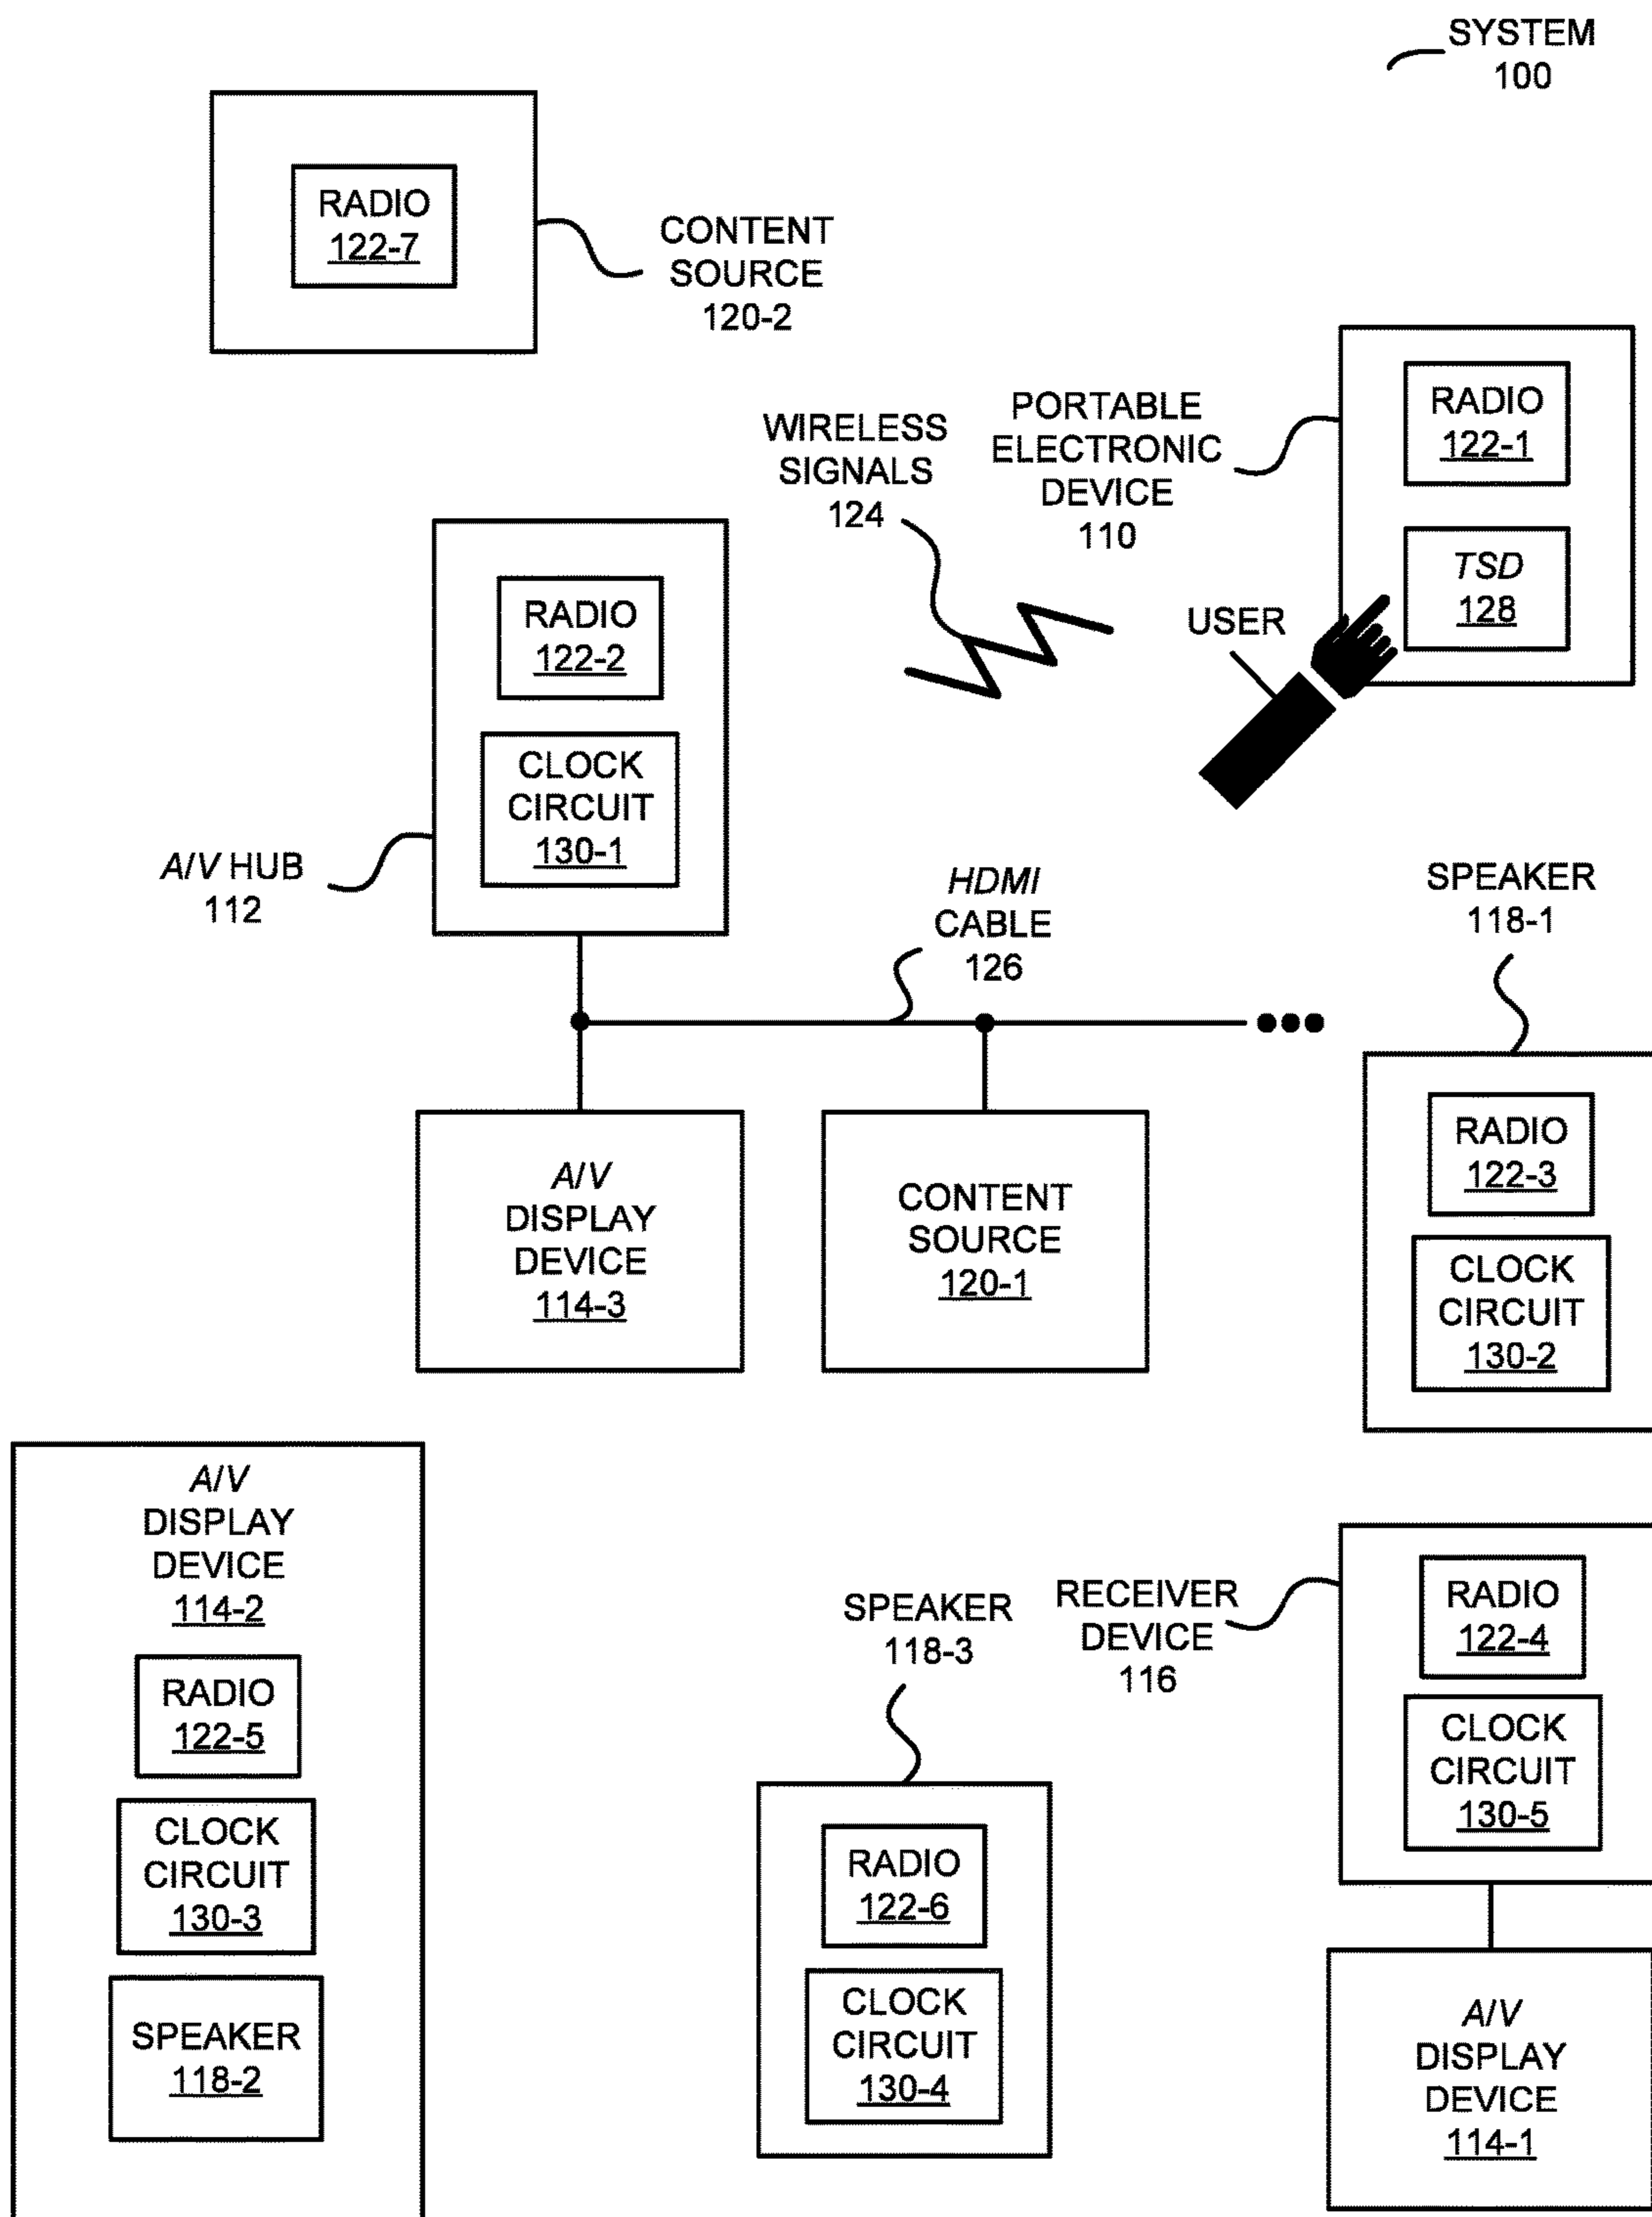 SYSTEM
100
RADIO
122-7
CONTENT
SOURCE
120-2
RADIO
122-1
PORTABLE
ELECTRONIC
DEVICE
110
WIRELESS
SIGNALS
124
TSD
128
USER
RADIO
122-2
CLOCK
CIRCUIT
130-1
A/V HUB
112
HDMI
CABLE
126
SPEAKER
118-1
A/V
DISPLAY
DEVICE
114-3
CONTENT
SOURCE
120-1
RADIO
122-3
CLOCK
CIRCUIT
130-2
A/V
DISPLAY
DEVICE
114-2
RADIO
122-5
CLOCK
CIRCUIT
130-3
SPEAKER
118-2
SPEAKER
118-3
RADIO
122-6
CLOCK
CIRCUIT
130-4
RECEIVER
DEVICE
116
RADIO
122-4
CLOCK
CIRCUIT
130-5
A/V
DISPLAY
DEVICE
114-1